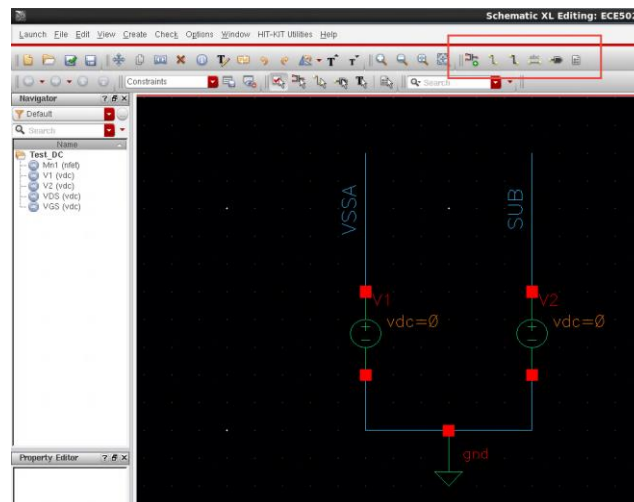 Schematic XL Editing: ECE502
Launch File Edit View Create Check Options Window HIT-KIT Utilities Help
Constraints
Search
Navigator
Default
Search
Name
Test_DC
Mn1 (nfet)
V1 (vdc)
V2 (vdc)
VDS (vdc)
VGS (vdc)
VSSA
SUB
V1
vdc=0
V2
vdc=0
gnd
Property Editor